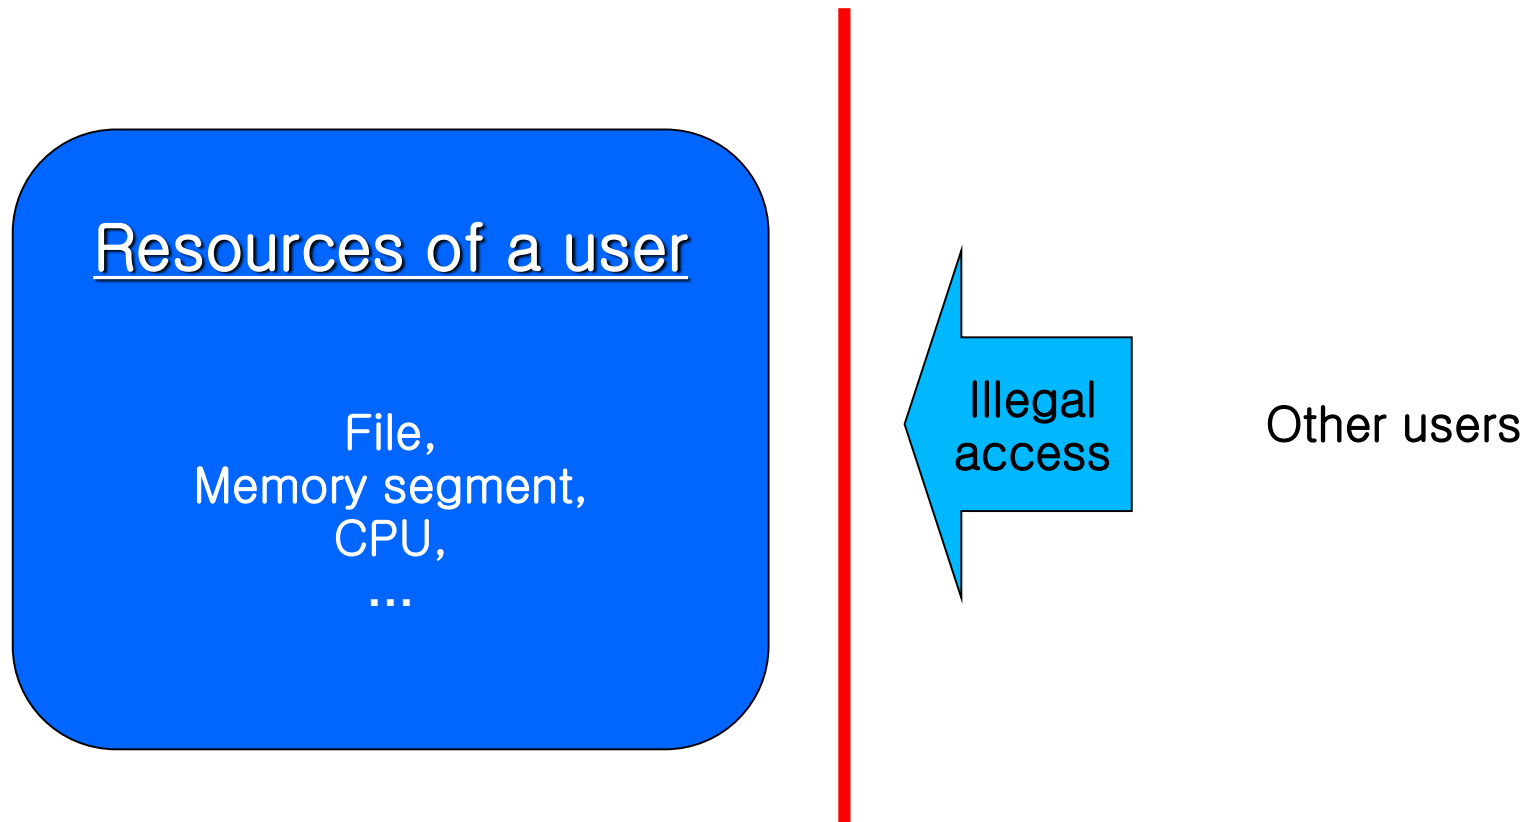 Resources of a user
File,
Memory segment,
CPU,
...
Illegal
access
Other users